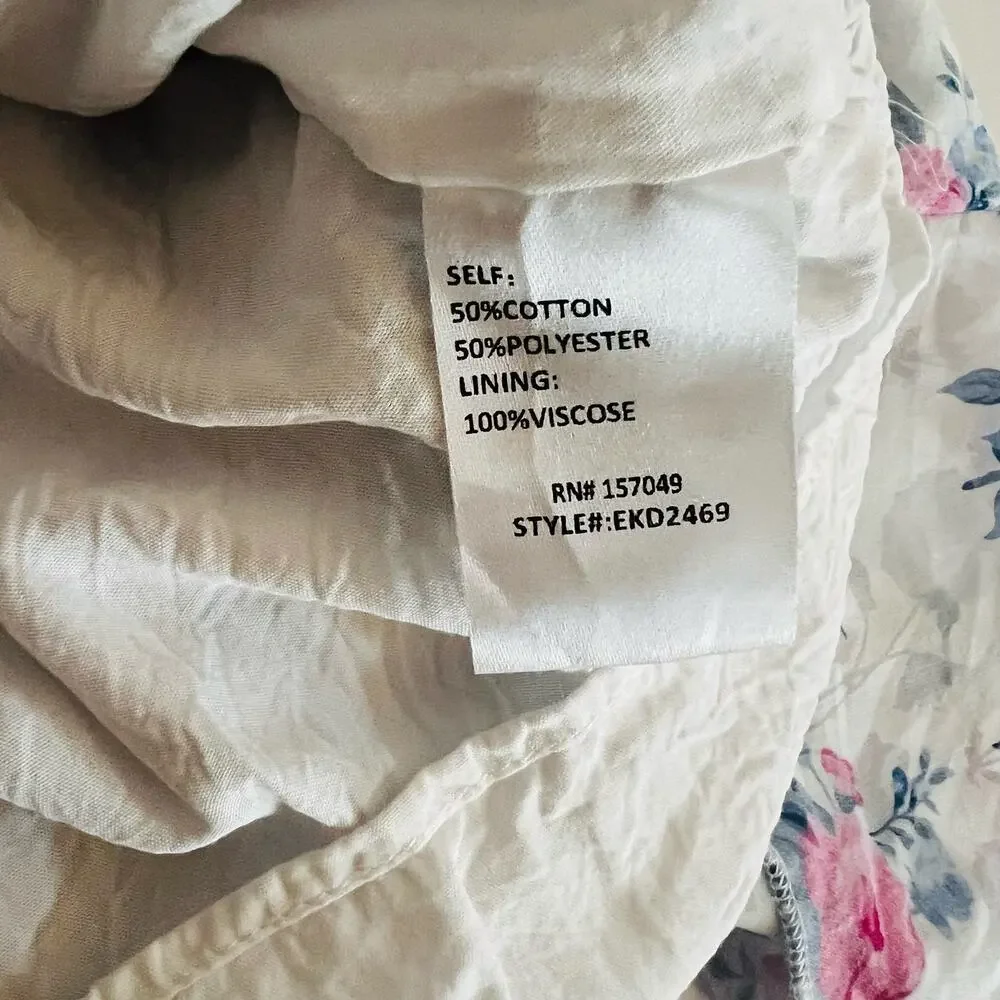 SELF:
50%COTTON
50%POLYESTER
LINING:
100%VISCOSE
RN# 157049
STYLE#:EKD2469